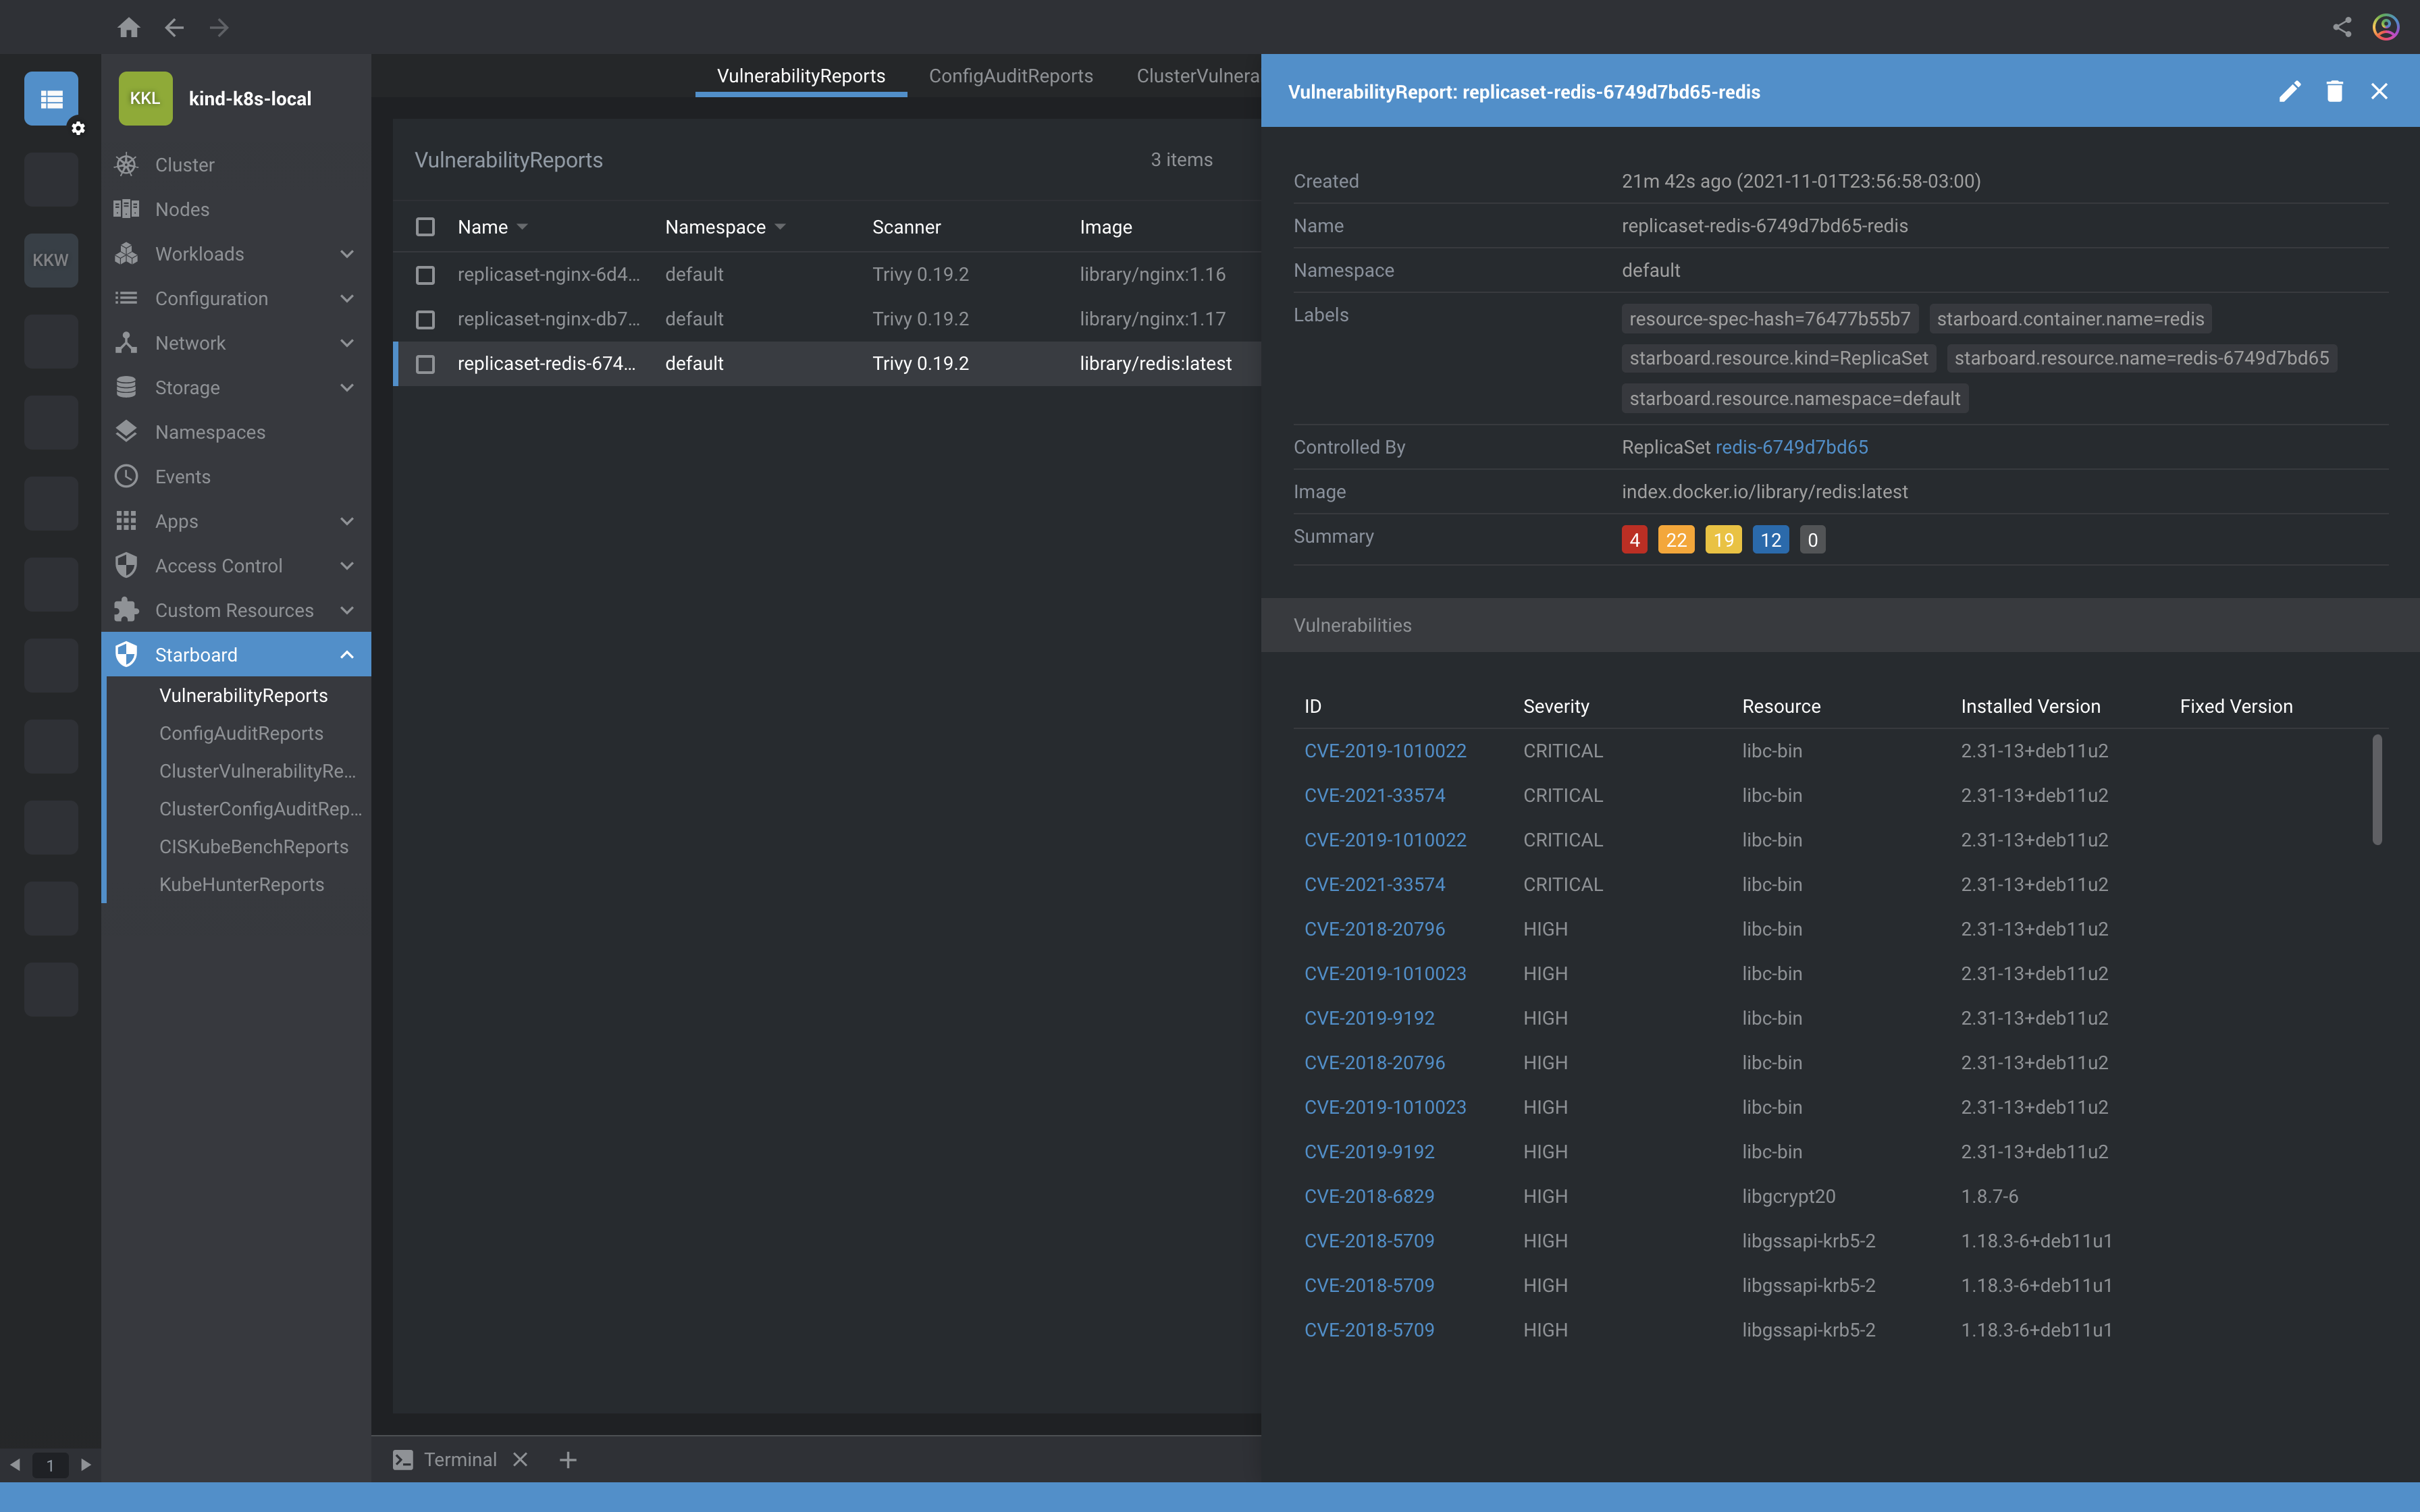 KKL
kind-k8s-local
KKW
Cluster
Nodes
Workloads
Configuration
Network
Storage
Namespaces
Events
Apps
Access Control
Custom Resources
Starboard
VulnerabilityReports
ConfigAuditReports
ClusterVulnerabilityRe...
ClusterConfigAuditRep...
CISKubeBenchReports
KubeHunterReports
1
VulnerabilityReports ConfigAuditReports ClusterVulnera
VulnerabilityReports 3 items
Name Namespace Scanner Image
replicaset-nginx-6d4... default Trivy 0.19.2 library/nginx:1.16
replicaset-nginx-db7... default Trivy 0.19.2 library/nginx:1.17
replicaset-redis-674... default Trivy 0.19.2 library/redis:latest
Terminal
VulnerabilityReport: replicaset-redis-6749d7bd65-redis
Created 21m 42s ago (2021-11-01T23:56:58-03:00)
Name replicaset-redis-6749d7bd65-redis
Namespace default
Labels resource-spec-hash=76477b55b7 starboard.container.name=redis
starboard.resource.kind=ReplicaSet starboard.resource.name=redis-6749d7bd65
starboard.resource.namespace=default
Controlled By ReplicaSet redis-6749d7bd65
Image index.docker.io/library/redis:latest
Summary 4 22 19 12 0
Vulnerabilities
ID Severity Resource Installed Version Fixed Version
CVE-2019-1010022 CRITICAL libc-bin 2.31-13+deb11u2
CVE-2021-33574 CRITICAL libc-bin 2.31-13+deb11u2
CVE-2019-1010022 CRITICAL libc-bin 2.31-13+deb11u2
CVE-2021-33574 CRITICAL libc-bin 2.31-13+deb11u2
CVE-2018-20796 HIGH libc-bin 2.31-13+deb11u2
CVE-2019-1010023 HIGH libc-bin 2.31-13+deb11u2
CVE-2019-9192 HIGH libc-bin 2.31-13+deb11u2
CVE-2018-20796 HIGH libc-bin 2.31-13+deb11u2
CVE-2019-1010023 HIGH libc-bin 2.31-13+deb11u2
CVE-2019-9192 HIGH libc-bin 2.31-13+deb11u2
CVE-2018-6829 HIGH libgcrypt20 1.8.7-6
CVE-2018-5709 HIGH libgssapi-krb5-2 1.18.3-6+deb11u1
CVE-2018-5709 HIGH libgssapi-krb5-2 1.18.3-6+deb11u1
CVE-2018-5709 HIGH libgssapi-krb5-2 1.18.3-6+deb11u1